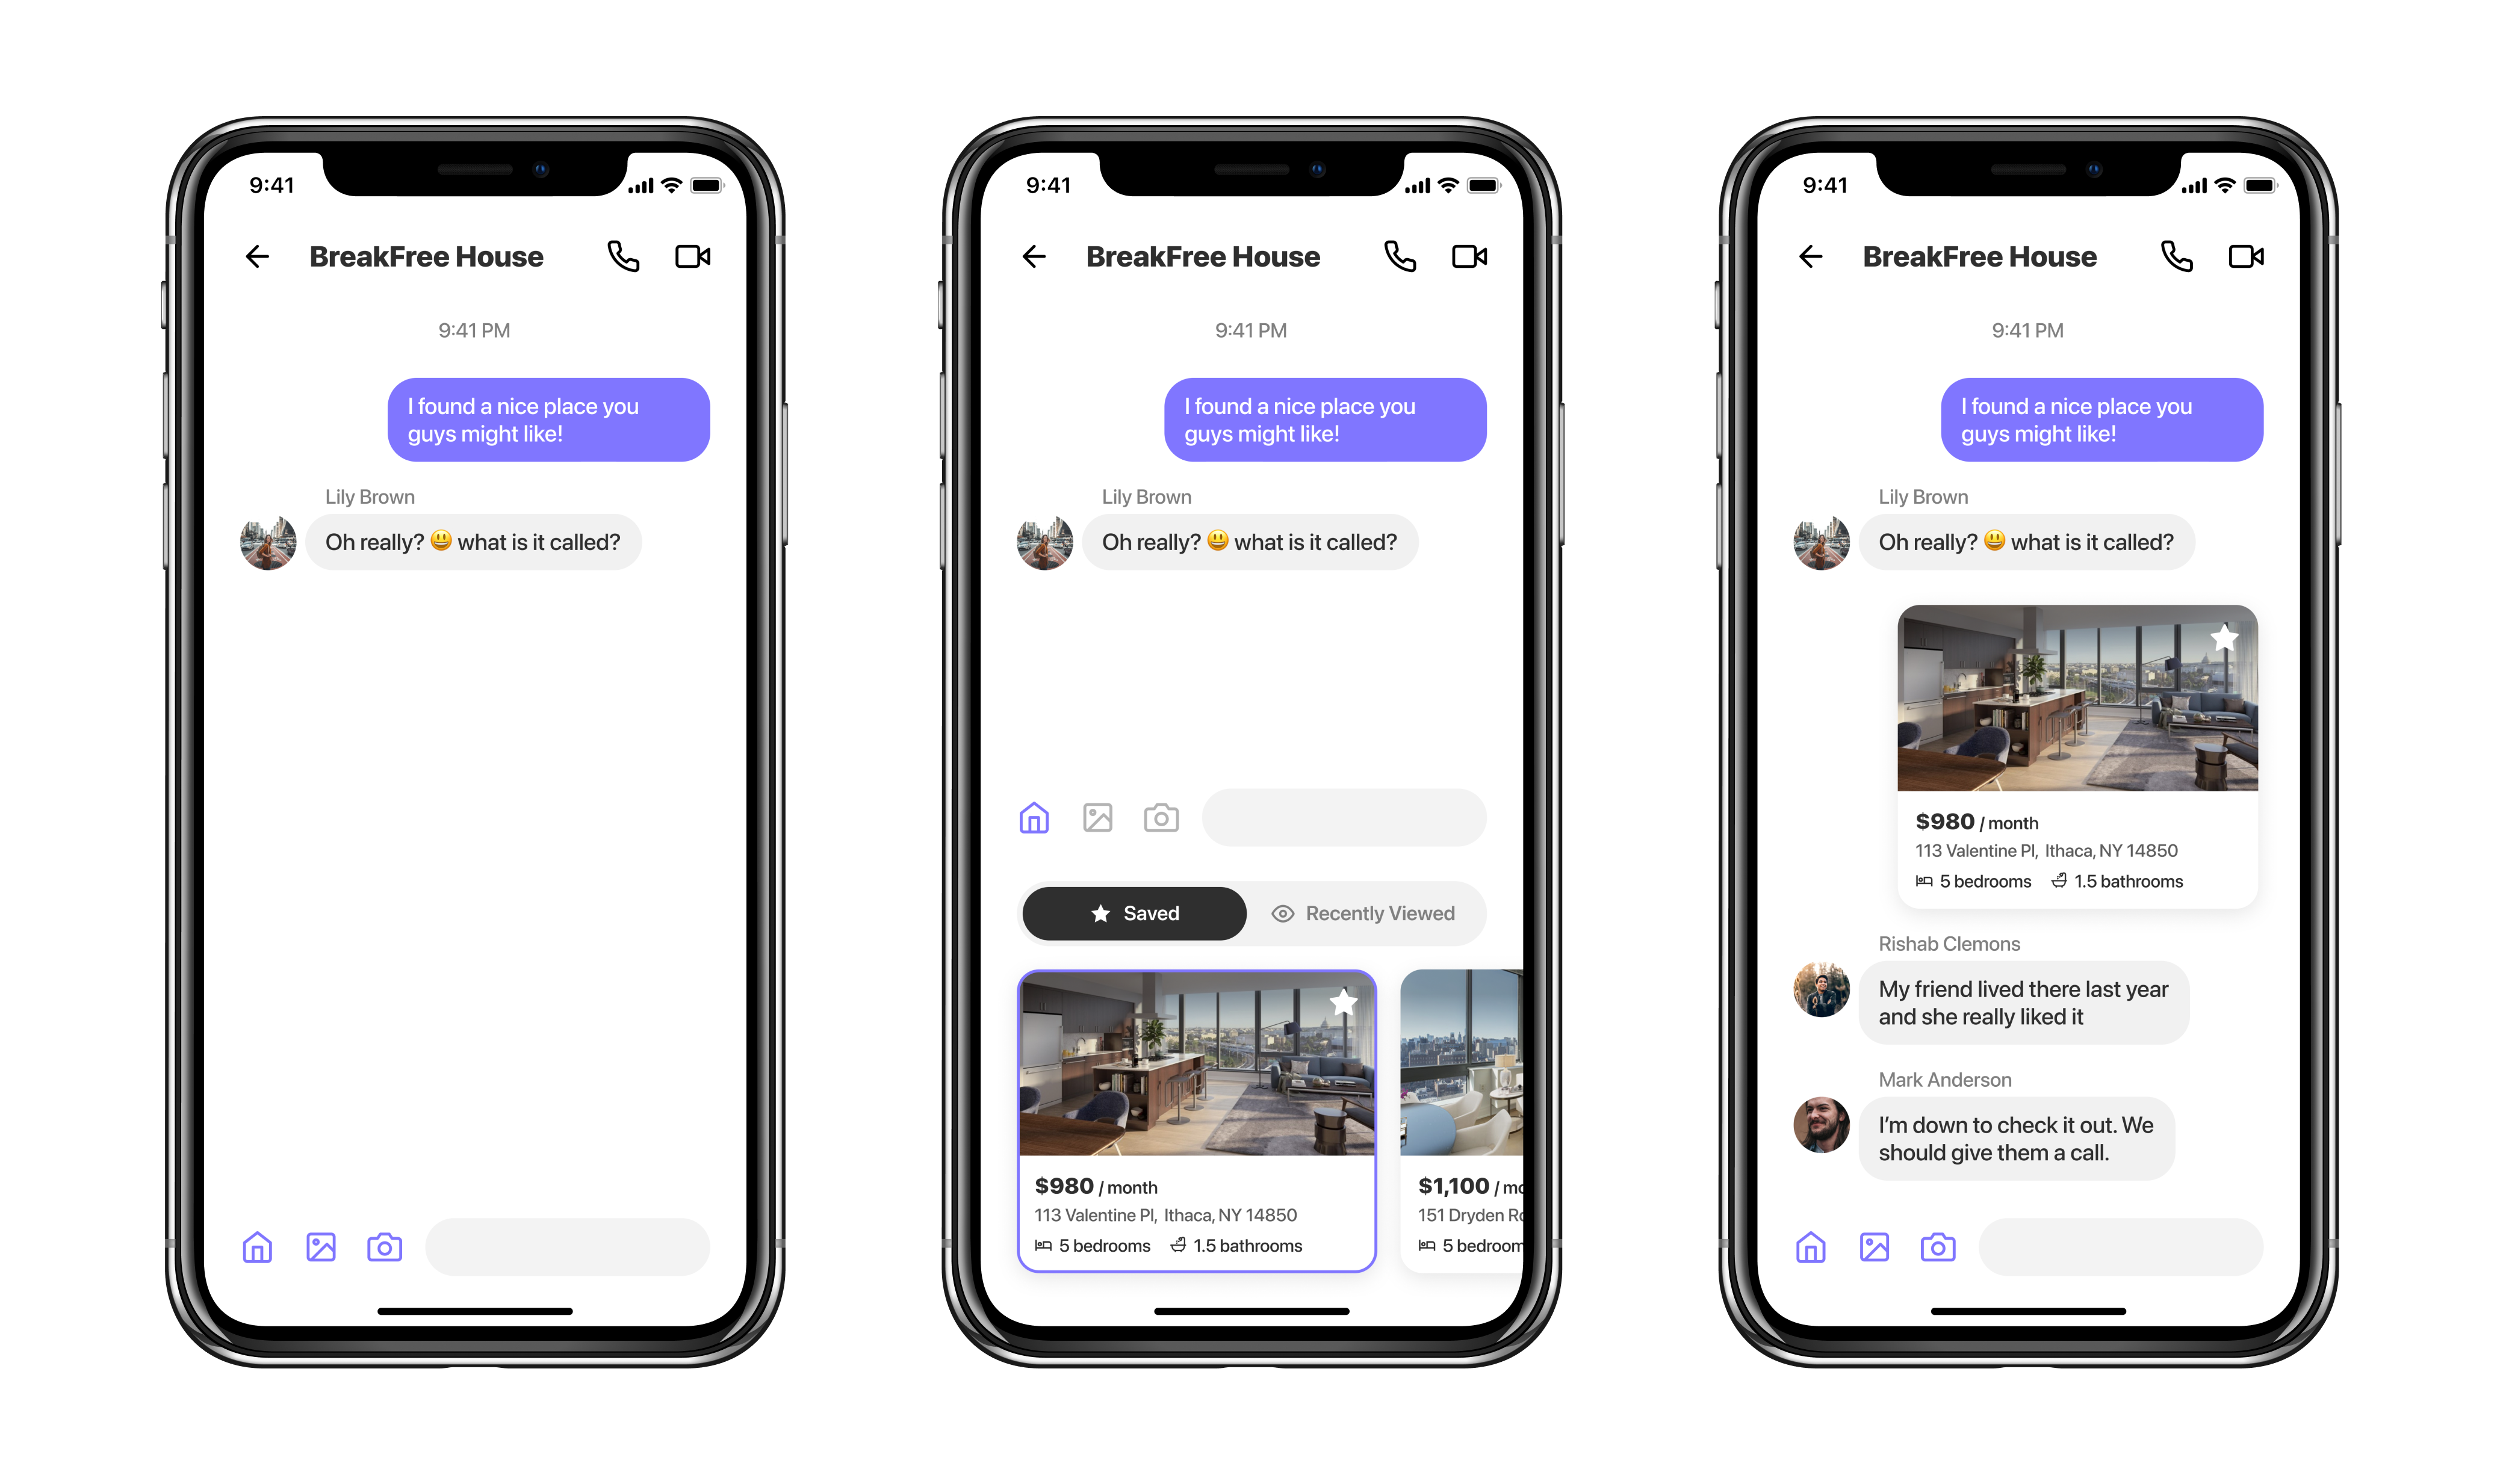 9:41
BreakFree House
9:41 PM
I found a nice place you
guys might like!
Lily Brown
Oh really? 😃 what is it called?
9:41
BreakFree House
9:41 PM
I found a nice place you
guys might like!
Lily Brown
Oh really? 😃 what is it called?
Saved
Recently Viewed
$980 / month
113 Valentine Pl, Ithaca, NY 14850
5 bedrooms 1.5 bathrooms
$1,100 / mo
151 Dryden Rd
5 bedroom
9:41
BreakFree House
9:41 PM
I found a nice place you
guys might like!
Lily Brown
Oh really? 😃 what is it called?
$980 / month
113 Valentine Pl, Ithaca, NY 14850
5 bedrooms 1.5 bathrooms
Rishab Clemons
My friend lived there last year
and she really liked it
Mark Anderson
I’m down to check it out. We
should give them a call.